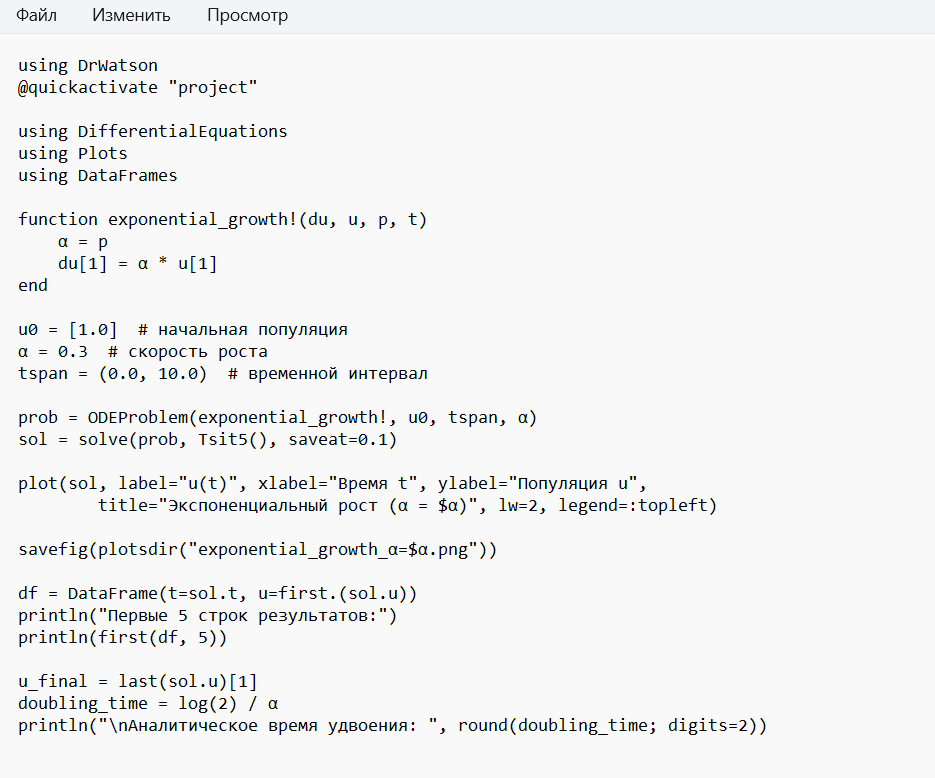 Файл Изменить Просмотр
using DrWatson
@quickactivate "project"
using DifferentialEquations
using Plots
using DataFrames
function exponential_growth!(du, u, p, t)
    α = p
    du[1] = α * u[1]
end
u0 = [1.0]  # начальная популяция
α = 0.3  # скорость роста
tspan = (0.0, 10.0)  # временной интервал
prob = ODEProblem(exponential_growth!, u0, tspan, α)
sol = solve(prob, Tsit5(), saveat=0.1)
plot(sol, label="u(t)", xlabel="Время t", ylabel="Популяция u",
        title="Экспоненциальный рост (α = $α)", lw=2, legend=:topleft)
savefig(plotsdir("exponential_growth_α=$α.png"))
df = DataFrame(t=sol.t, u=first.(sol.u))
println("Первые 5 строк результатов:")
println(first(df, 5))
u_final = last(sol.u)[1]
doubling_time = log(2) / α
println("\nАналитическое время удвоения: ", round(doubling_time; digits=2))